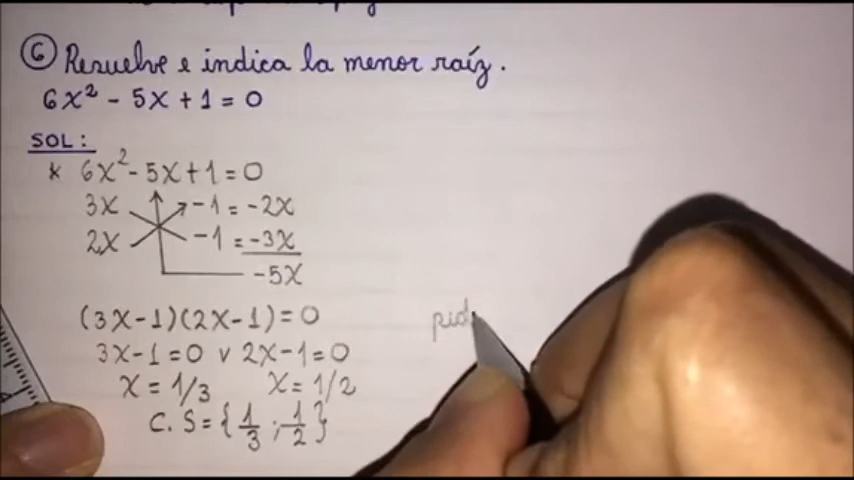 ⑥ Resuelve e indica la menor raíz.
6x² - 5x + 1 = 0
SOL:
* 6x² - 5x + 1 = 0
3x -1 = -2x
2x -1 = -3x
-5x
(3x-1)(2x-1) = 0
3x-1 = 0 v 2x-1 = 0
x = 1/3 x = 1/2
C.S = { 1/3 ; 1/2 }
pid